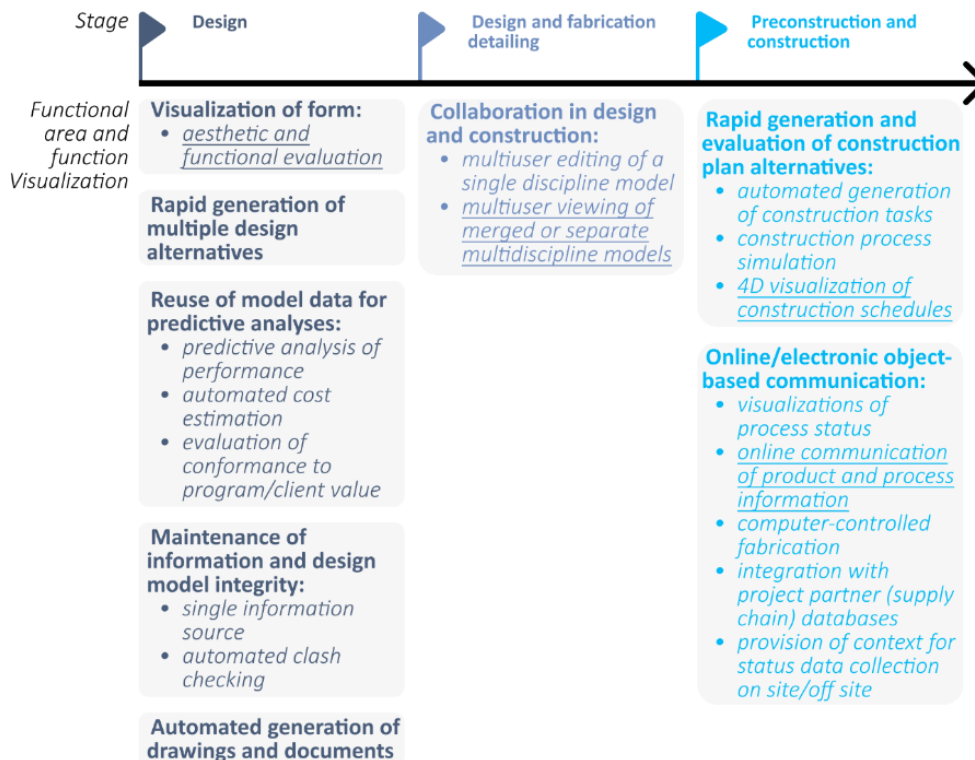 Stage
Design
Design and fabrication
detailing
Preconstruction and
construction
Functional
area and
function
Visualization
Visualization of form:
• aesthetic and
functional evaluation
Rapid generation of
multiple design
alternatives
Reuse of model data for
predictive analyses:
• predictive analysis of
performance
• automated cost
estimation
• evaluation of
conformance to
program/client value
Maintenance of
information and design
model integrity:
• single information
source
• automated clash
checking
Automated generation of
drawings and documents
Collaboration in design
and construction:
• multiuser editing of a
single discipline model
• multiuser viewing of
merged or separate
multidiscipline models
Rapid generation and
evaluation of construction
plan alternatives:
• automated generation
of construction tasks
• construction process
simulation
• 4D visualization of
construction schedules
Online/electronic object-
based communication:
• visualizations of
process status
• online communication
of product and process
information
• computer-controlled
fabrication
• integration with
project partner (supply
chain) databases
• provision of context for
status data collection
on site/off site